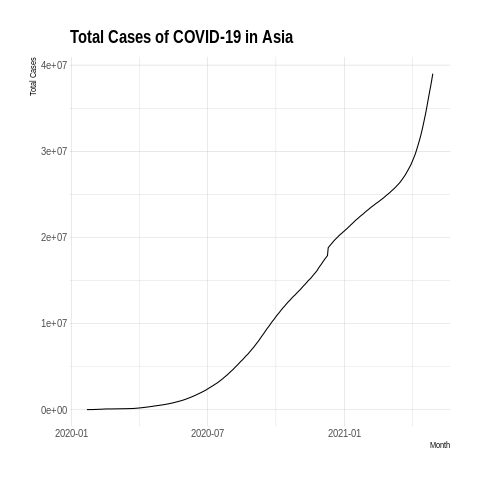 Total Cases of COVID-19 in Asia
Total Cases
4e+07
3e+07
2e+07
1e+07
0e+00
2020-01 2020-07 2021-01
Month